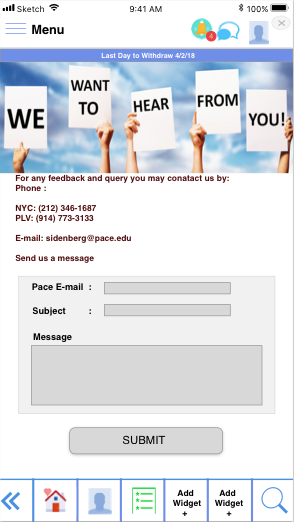 Sketch 9:41 AM 100%
Menu
Last Day to Withdraw 4/2/18
WE WANT TO HEAR FROM YOU!
For any feedback and query you may conatact us by:
Phone :
NYC: (212) 346-1687
PLV: (914) 773-3133
E-mail: sidenberg@pace.edu
Send us a message
Pace E-mail :
Subject :
Message
SUBMIT
Add Widget + Add Widget +